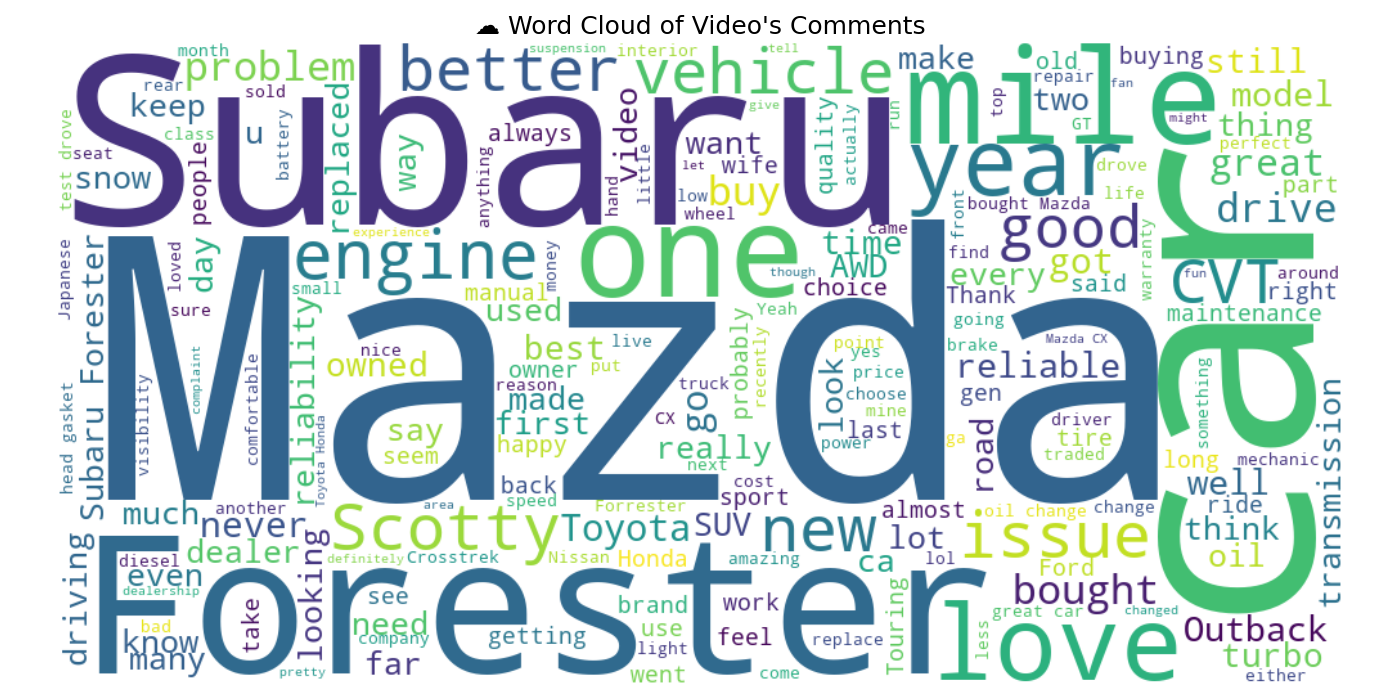 ☁ Word Cloud of Video's Comments
month
problem
suspension
interior
tell
make
old
buying
still
rear
sold
better
vehicle
top
repair
fan
model
keep
replaced
Subaru
give
run
mile
two
GT
might
thing
class
u
battery
always
video
want
quality
actually
year
perfect
great
test drove
seat
way
let
wife
drove
part
snow
people
anything
hand
little
low
buy
life
drive
wheel
bought Mazda
experience
came
front
good
Japanese
loved
day
engine
money
one
time
find
got
warranty
CVT
fun
around
though
AWD
every
said
right
Subaru Forester
sure
small
manual
choice
Thank
maintenance
used
Yeah
going
car
Mazda
nice
best
live
probably
recently
point
brake
Mazda CX
head gasket
visibility
complaint
comfortable
reliability
owned
owner
put
look
yes
price
reliable
something
reason
truck
choose
gen
made
go
mine
driver
Toyota Honda
say
first
CX
last
road
tire
transmission
seem
happy
really
power
ga
traded
next
long
mechanic
back
cost
well
speed
sport
much
another
area
Forrester
almost
oil change
change
ride
never
Scotty
Toyota
SUV
new
lot
issue
think
driving
diesel
dealer
looking
definitely
Crosstrek
Nissan
Honda
amazing
ca
lol
Ford
oil
even
dealership
Forester
bought
take
see
brand
work
Touring
less
great car
changed
bad
need
use
know
company
getting
feel
replace
love
Outback
many
light
turbo
pretty
far
went
come
either